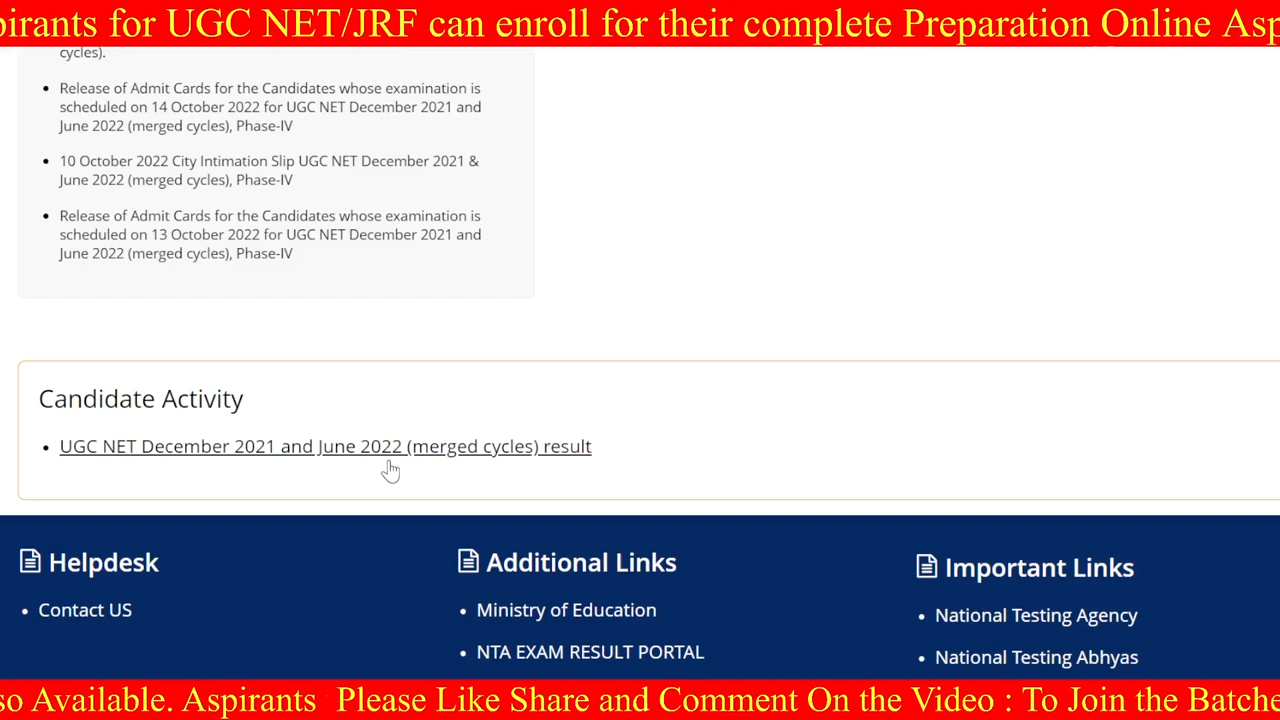 pirants for UGC NET/JRF can enroll for their complete Preparation Online Asp
cycles).
• Release of Admit Cards for the Candidates whose examination is
scheduled on 14 October 2022 for UGC NET December 2021 and
June 2022 (merged cycles), Phase-IV
• 10 October 2022 City Intimation Slip UGC NET December 2021 &
June 2022 (merged cycles), Phase-IV
• Release of Admit Cards for the Candidates whose examination is
scheduled on 13 October 2022 for UGC NET December 2021 and
June 2022 (merged cycles), Phase-IV
Candidate Activity
• UGC NET December 2021 and June 2022 (merged cycles) result
Helpdesk
• Contact US
Additional Links
• Ministry of Education
• NTA EXAM RESULT PORTAL
Important Links
• National Testing Agency
• National Testing Abhyas
so Available. Aspirants Please Like Share and Comment On the Video : To Join the Batche